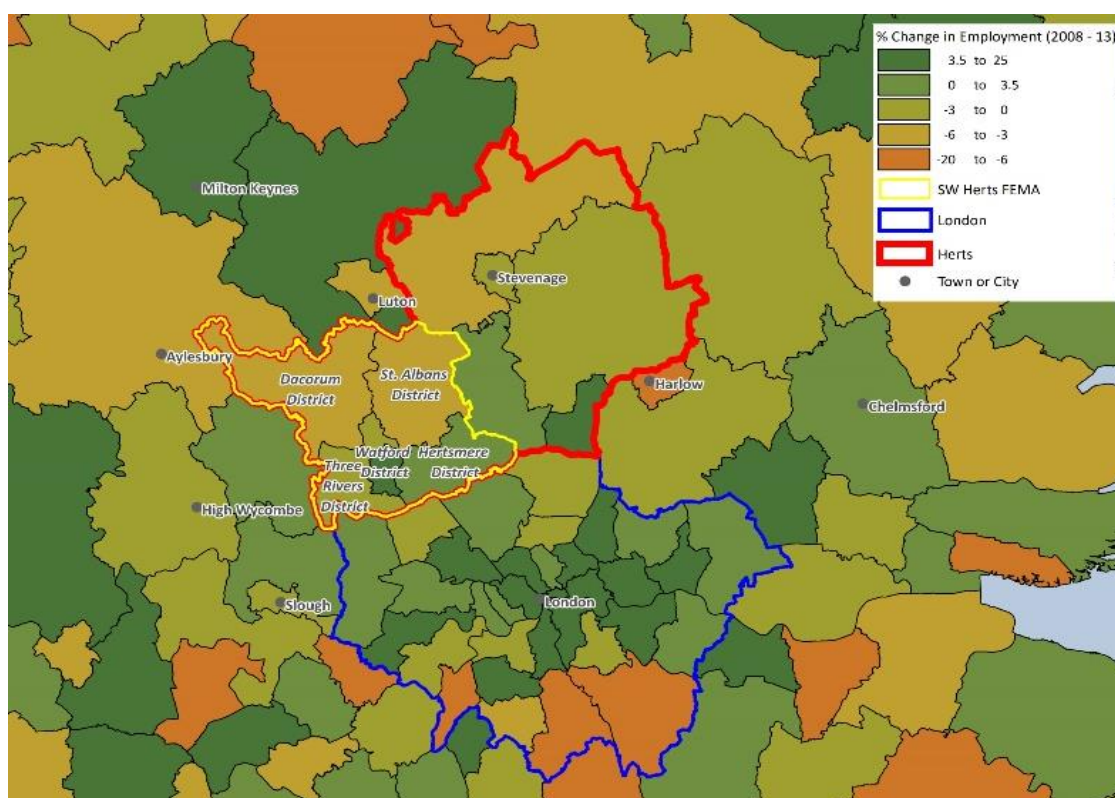 % Change in Employment (2008 - 13)
3.5 to 25
0 to 3.5
-3 to 0
-6 to -3
-20 to -6
SW Herts FEMA
London
Herts
Town or City
Milton Keynes
Stevenage
Luton
Aylesbury
Dacorum
District
St. Albans
District
Harlow
Chelmsford
Watford
District
Hertsmere
District
Three
Rivers
District
High Wycombe
Slough
London